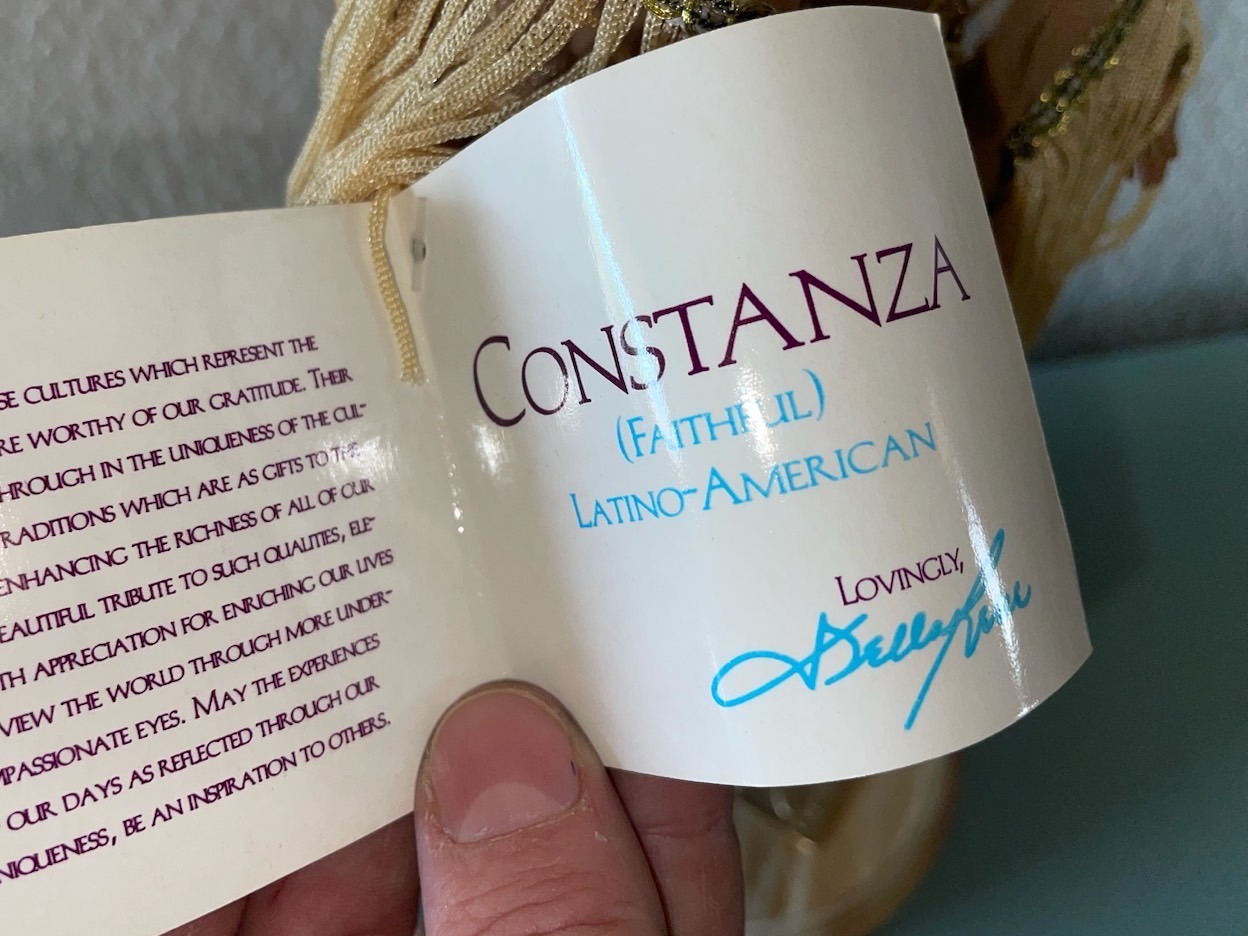 SE CULTURES WHICH REPRESENT THE
RE WORTHY OF OUR GRATITUDE. THEIR
HROUGH IN THE UNIQUENESS OF THE CUL-
RADITIONS WHICH ARE AS GIFTS TO THE
ENHANCING THE RICHNESS OF ALL OF OUR
EAUTIFUL TRIBUTE TO SUCH QUALITIES, ELE-
TH APPRECIATION FOR ENRICHING OUR LIVES
VIEW THE WORLD THROUGH MORE UNDER-
MPASSIONATE EYES. MAY THE EXPERIENCES
OUR DAYS AS REFLECTED THROUGH OUR
NIQUENESS, BE AN INSPIRATION TO OTHERS.
CONSTANZA
(FAITHFUL)
LATINO-AMERICAN
LOVINGLY,